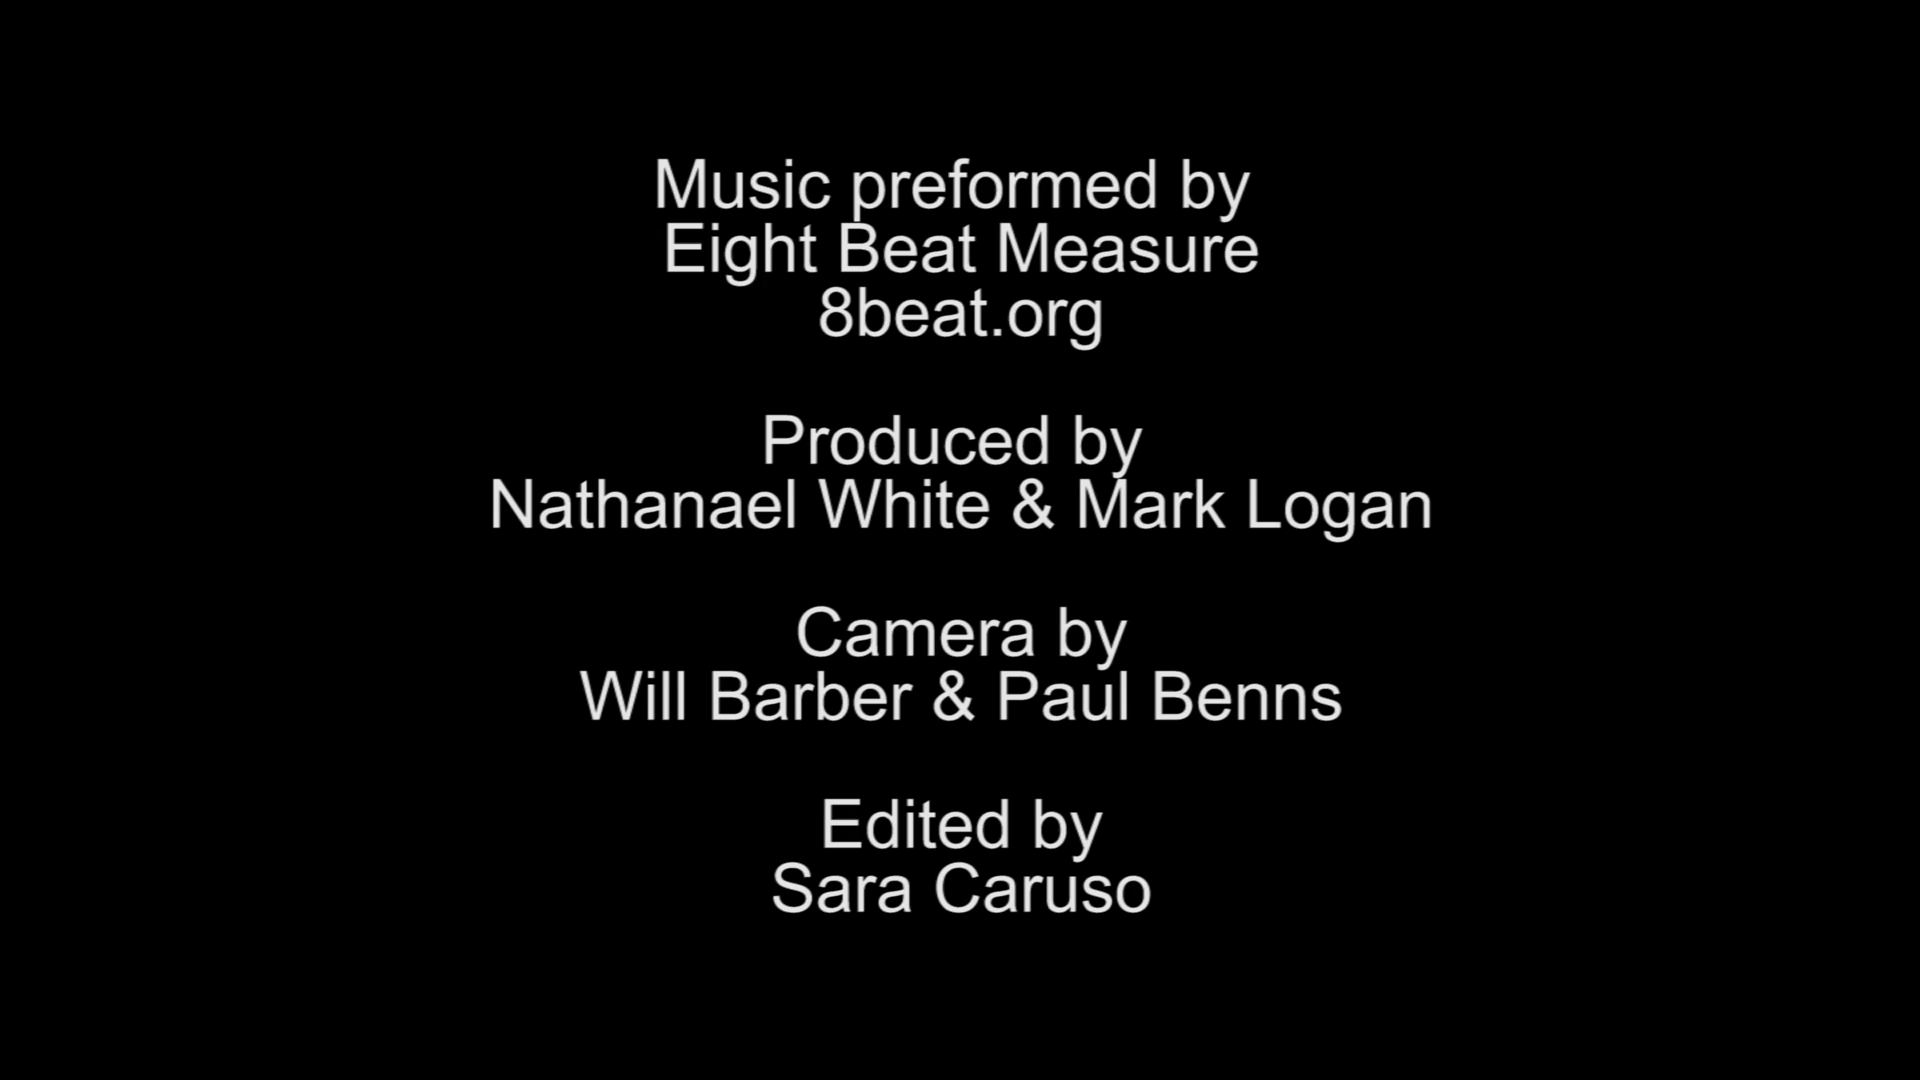 Music preformed by
Eight Beat Measure
8beat.org
Produced by
Nathanael White & Mark Logan
Camera by
Will Barber & Paul Benns
Edited by
Sara Caruso